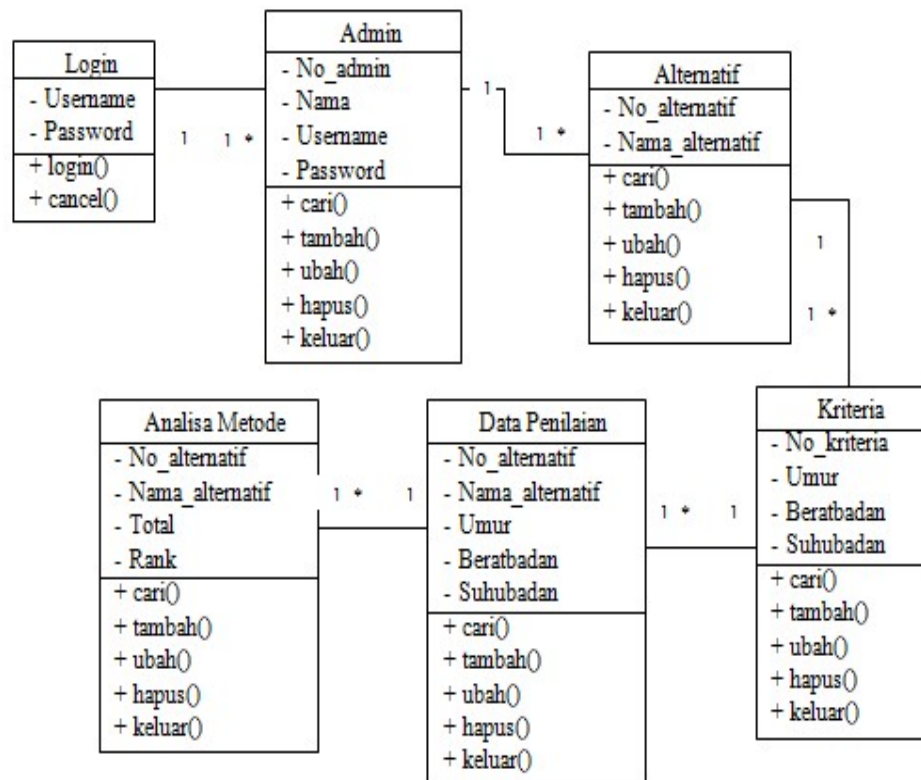 Login
- Username
- Password
+ login()
+ cancel()
1
1 *
Admin
- No_admin
- Nama
- Username
- Password
+ cari()
+ tambah()
+ ubah()
+ hapus()
+ keluar()
1
1 *
Alternatif
- No_alternatif
- Nama_alternatif
+ cari()
+ tambah()
+ ubah()
+ hapus()
+ keluar()
1
1 *
Analisa Metode
- No_alternatif
- Nama_alternatif
- Total
- Rank
+ cari()
+ tambah()
+ ubah()
+ hapus()
+ keluar()
1 *
1
Data Penilaian
- No_alternatif
- Nama_alternatif
- Umur
- Beratbadan
- Suhubadan
+ cari()
+ tambah()
+ ubah()
+ hapus()
+ keluar()
1 *
1
Kriteria
- No_kriteria
- Umur
- Beratbadan
- Suhubadan
+ cari()
+ tambah()
+ ubah()
+ hapus()
+ keluar()